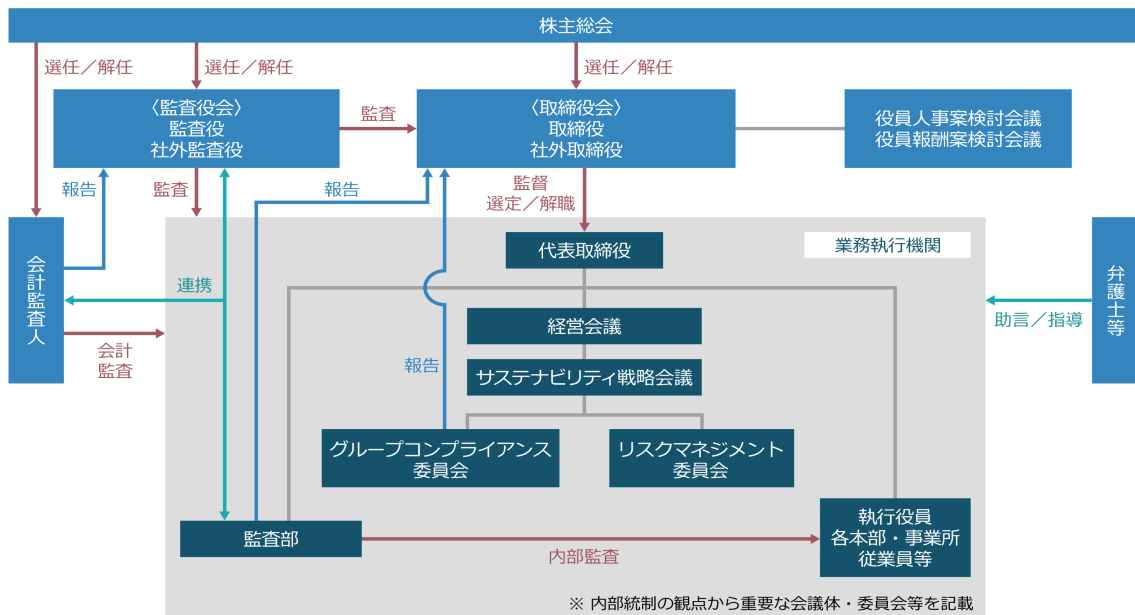 株主総会
選任／解任
選任／解任
選任／解任
〈監査役会〉
監査役
社外監査役
監査
〈取締役会〉
取締役
社外取締役
役員人事案検討会議
役員報酬案検討会議
報告
監査
報告
監督
選定／解職
会計監査人
代表取締役
業務執行機関
弁護士等
連携
助言／指導
経営会議
会計
監査
報告
サステナビリティ戦略会議
グループコンプライアンス
委員会
リスクマネジメント
委員会
監査部
内部監査
執行役員
各本部・事業所
従業員等
※ 内部統制の観点から重要な会議体・委員会等を記載